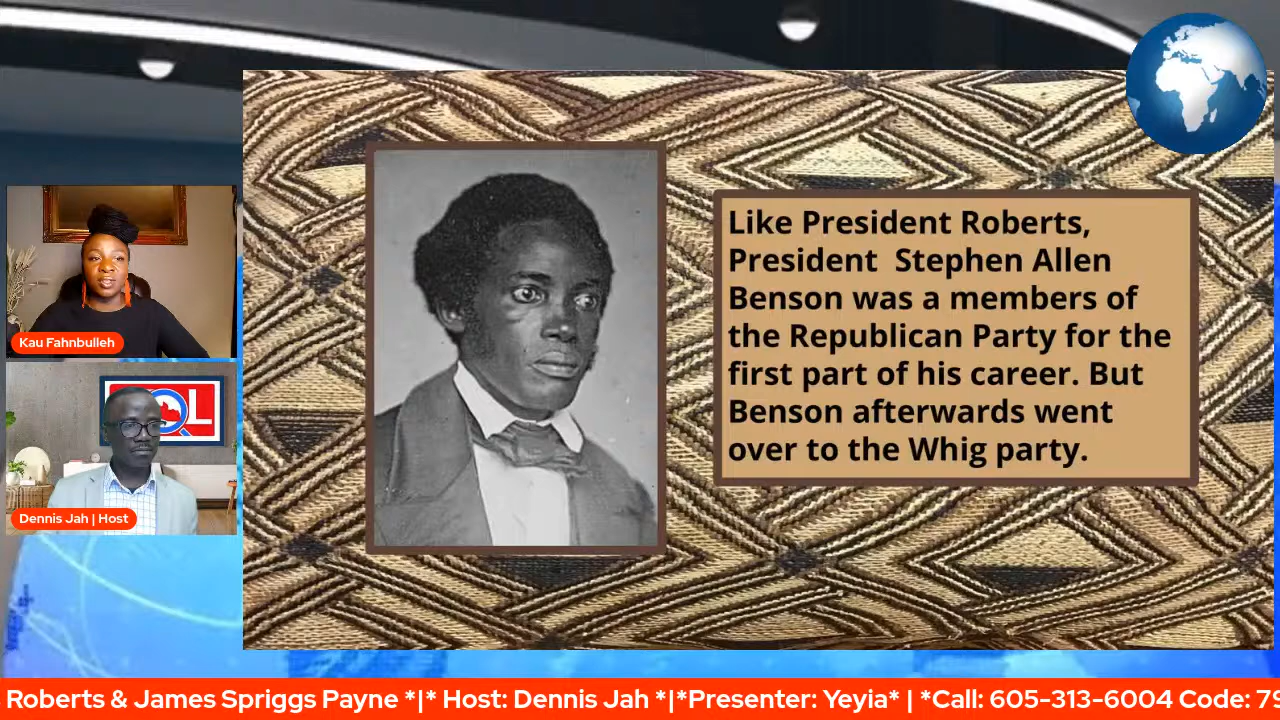 Like President Roberts,
President Stephen Allen
Benson was a members of
the Republican Party for the
first part of his career. But
Benson afterwards went
over to the Whig party.
Kau Fahnbulleh
OL
Dennis Jah | Host
Roberts & James Spriggs Payne *|* Host: Dennis Jah *|*Presenter: Yeyia* | *Call: 605-313-6004 Code: 79